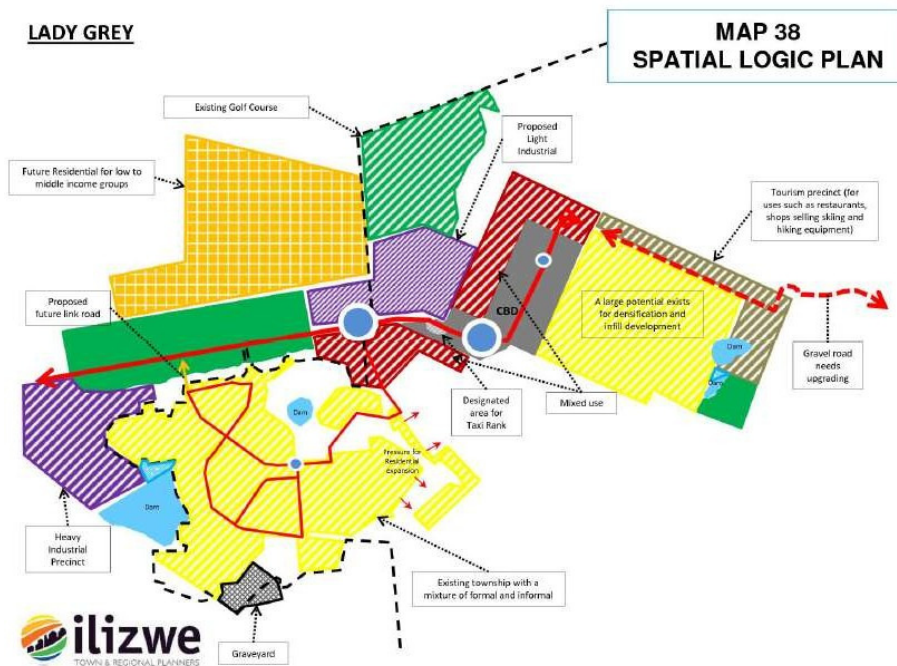 LADY GREY
MAP 38
SPATIAL LOGIC PLAN
Existing Golf Course
Proposed
Light
Industrial
Future Residential for low to
middle income groups
Tourism precinct (for
uses such as restaurants,
shops selling skiing and
hiking equipment)
Proposed
future link road
CBD
A large potential exists
for densification and
infill development
Dam
Dam
Gravel road
needs
upgrading
Designated
area for
Taxi Rank
Mixed use
Dam
Pressure for
Residential
expansion
Dam
Heavy
Industrial
Precinct
Existing township with a
mixture of formal and informal
Graveyard
ilizwe
TOWN & REGIONAL PLANNERS